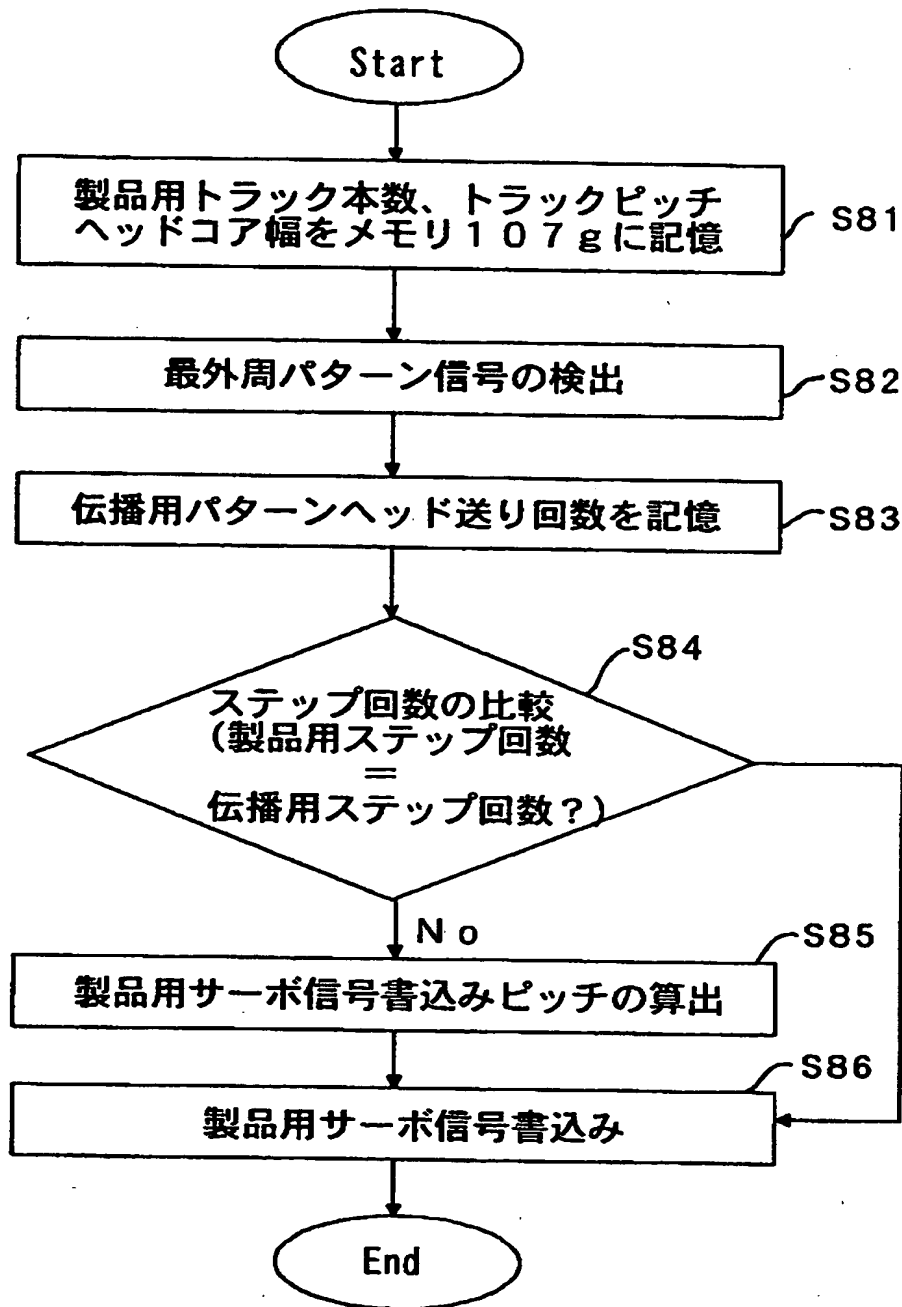 Start
製品用トラック本数、トラックピッチ
ヘッドコア幅をメモリ107gに記憶
S81
最外周パターン信号の検出
S82
伝播用パターンヘッド送り回数を記憶
S83
S84
ステップ回数の比較
(製品用ステップ回数
=
伝播用ステップ回数?)
No
S85
製品用サーボ信号書込みピッチの算出
S86
製品用サーボ信号書込み
End